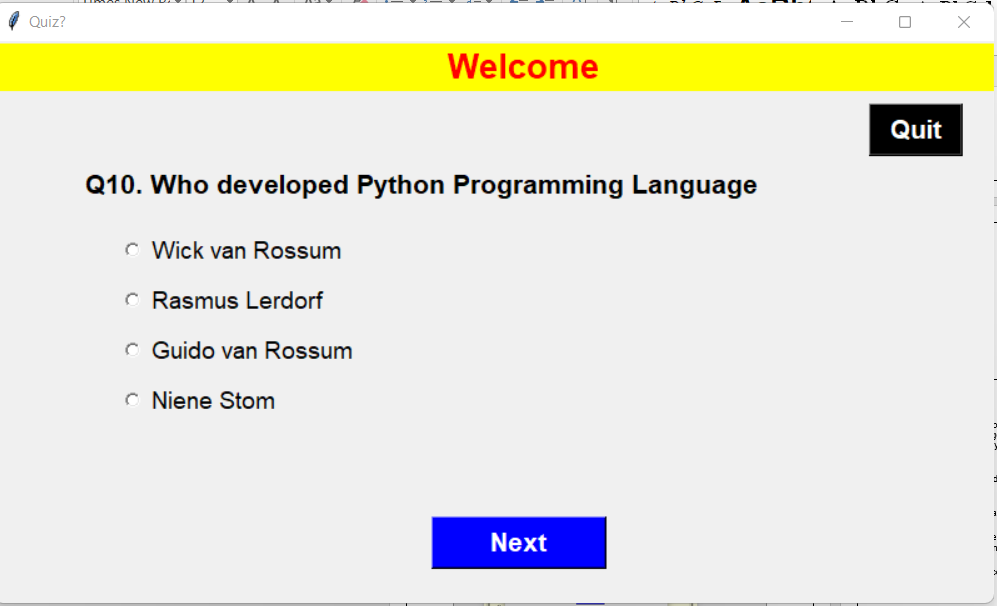 Quiz?
Welcome
Quit
Q10. Who developed Python Programming Language
Wick van Rossum
Rasmus Lerdorf
Guido van Rossum
Niene Stom
Next